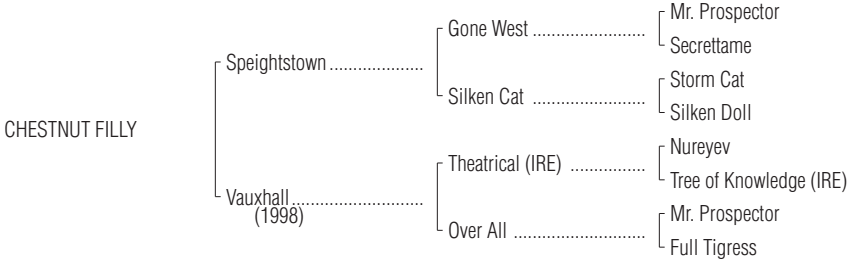 Mr. Prospector
Gone West ........................
Secrettame
Speightstown ....................
Storm Cat
Silken Cat ........................
Silken Doll
CHESTNUT FILLY
Nureyev
Theatrical (IRE) ................
Tree of Knowledge (IRE)
Vauxhall............................
(1998)
Mr. Prospector
Over All ............................
Full Tigress